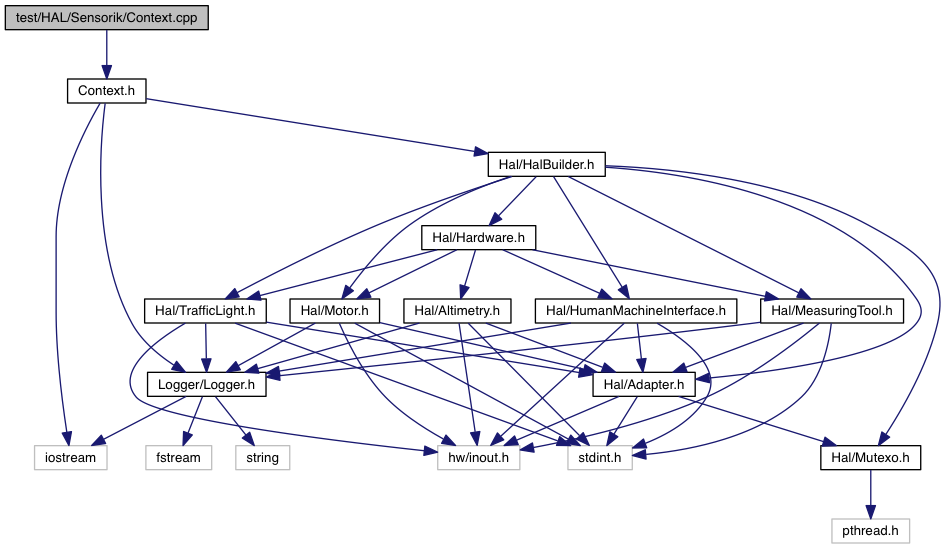 test/HAL/Sensorik/Context.cpp
Context.h
Hal/HalBuilder.h
Hal/Hardware.h
Hal/TrafficLight.h
Hal/Motor.h
Hal/Altimetry.h
Hal/HumanMachineInterface.h
Hal/MeasuringTool.h
Logger/Logger.h
Hal/Adapter.h
iostream
fstream
string
hw/inout.h
stdint.h
Hal/Mutexo.h
pthread.h